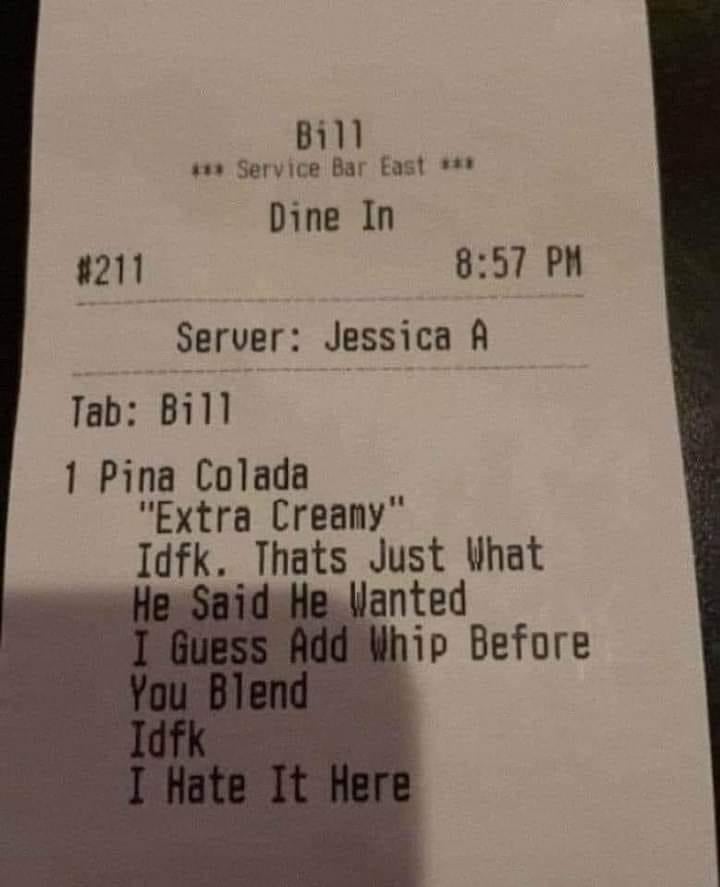 Bill
*** Service Bar East ***
Dine In
#211 8:57 PM
Server: Jessica A
Tab: Bill
1 Pina Colada
"Extra Creamy"
Idfk. Thats Just What
He Said He Wanted
I Guess Add Whip Before
You Blend
Idfk
I Hate It Here